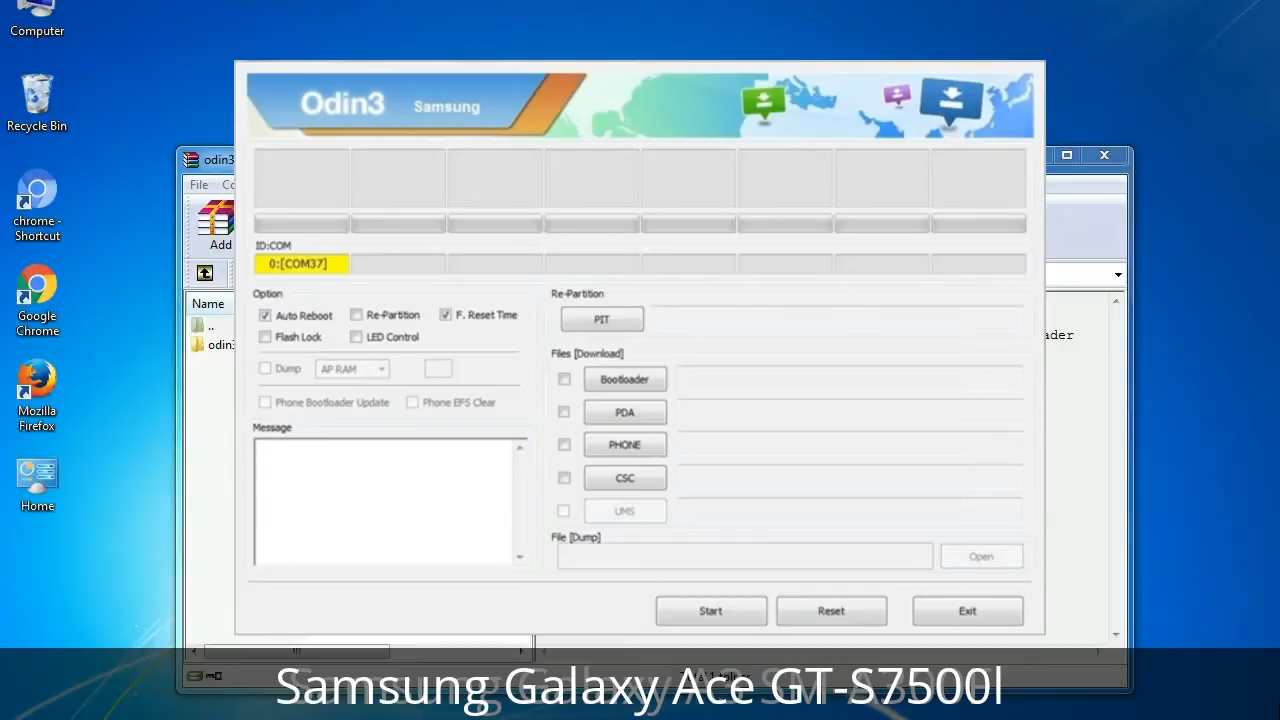 Computer
Recycle Bin
chrome -
Shortcut
Google
Chrome
Mozilla
Firefox
Home
odin3
File
Add
Name
..
odin3
ader
Odin3 Samsung
ID:COM
0:[COM37]
Option
Auto Reboot
Re-Partition
F. Reset Time
Flash Lock
LED Control
Dump
AP RAM
Phone Bootloader Update
Phone EFS Clear
Message
Re-Partition
PIT
Files [Download]
Bootloader
PDA
PHONE
CSC
UMS
File [Dump]
Open
Start
Reset
Exit
Samsung Galaxy Ace GT-S7500l